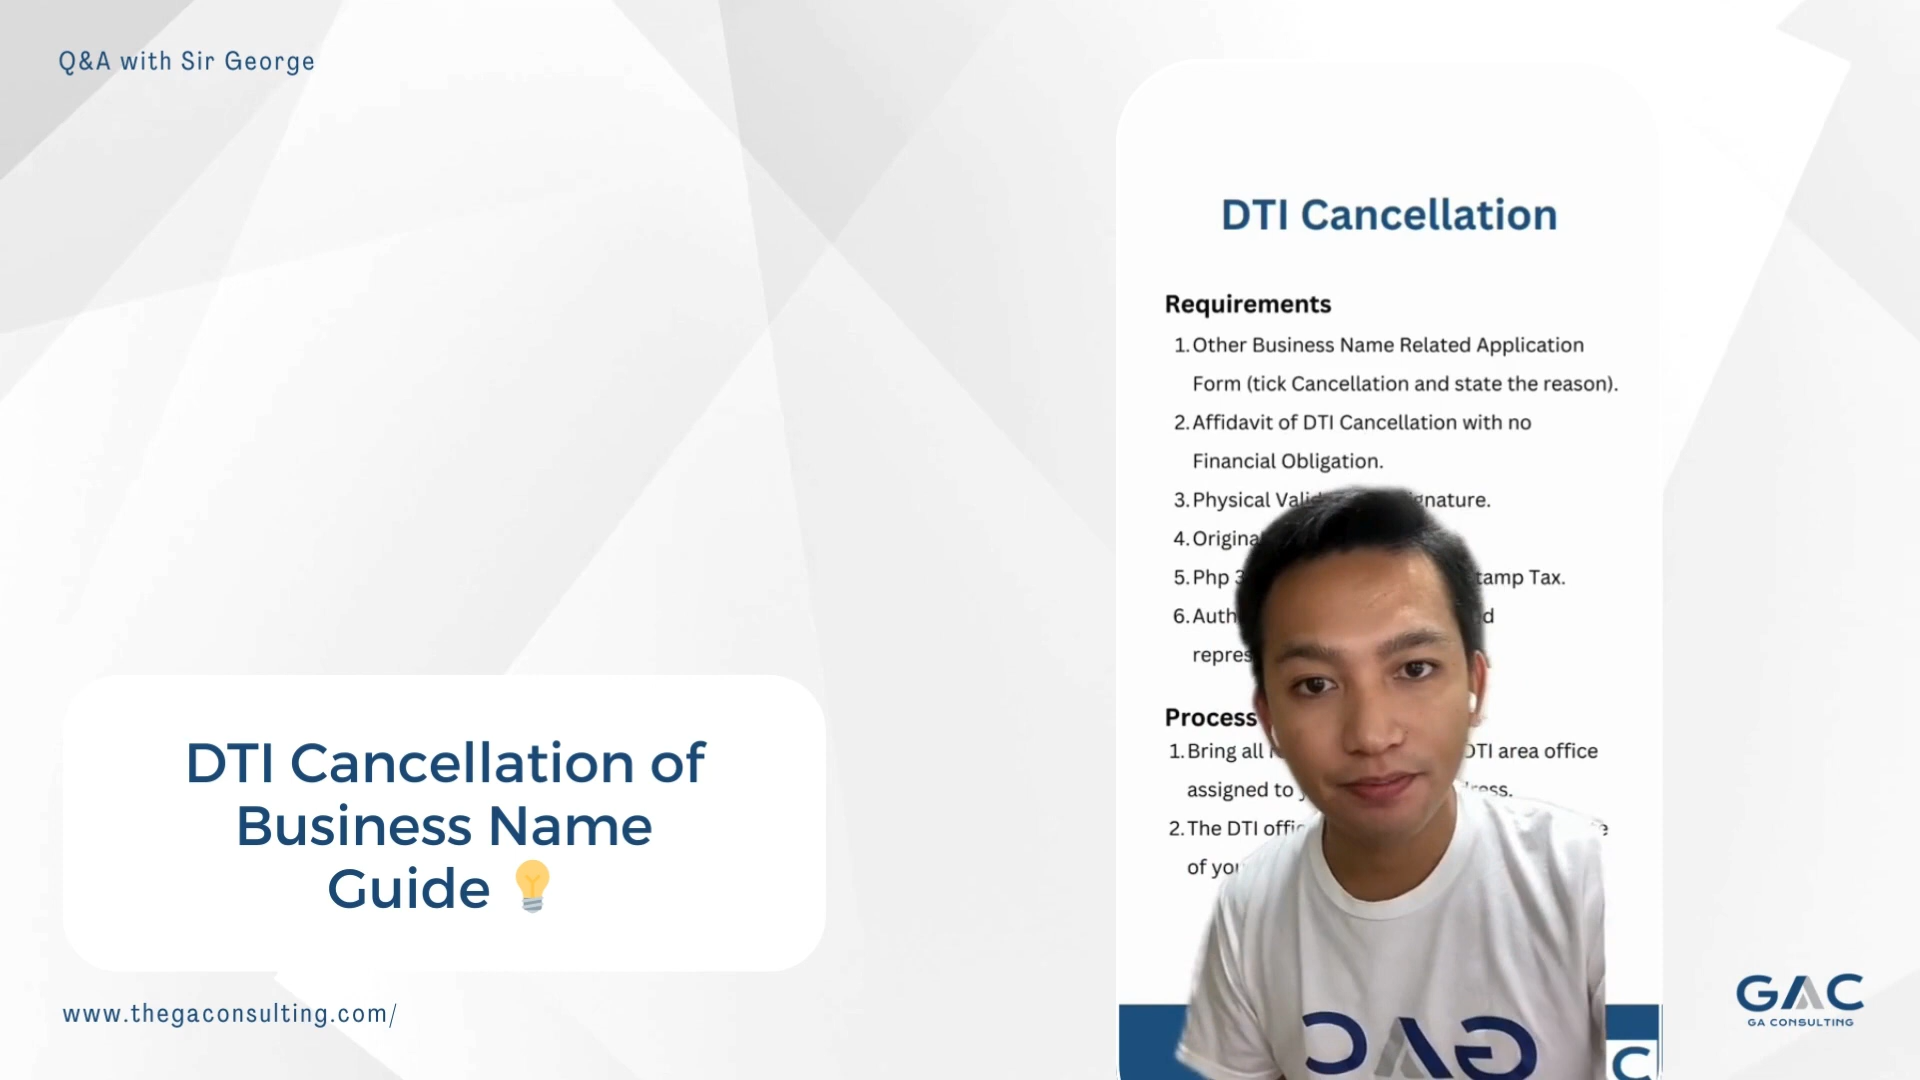 Q&A with Sir George
DTI Cancellation
Requirements
1. Other Business Name Related Application
Form (tick Cancellation and state the reason).
2. Affidavit of DTI Cancellation with no
Financial Obligation.
3. Physical
4.
5. Php Tax.
6.
Process
1. Bring all DTI area office
assigned to
2. The DTI
of
DTI Cancellation of
Business Name
Guide 💡
www.thegaconsulting.com/
GAC
GA CONSULTING
GAC
C